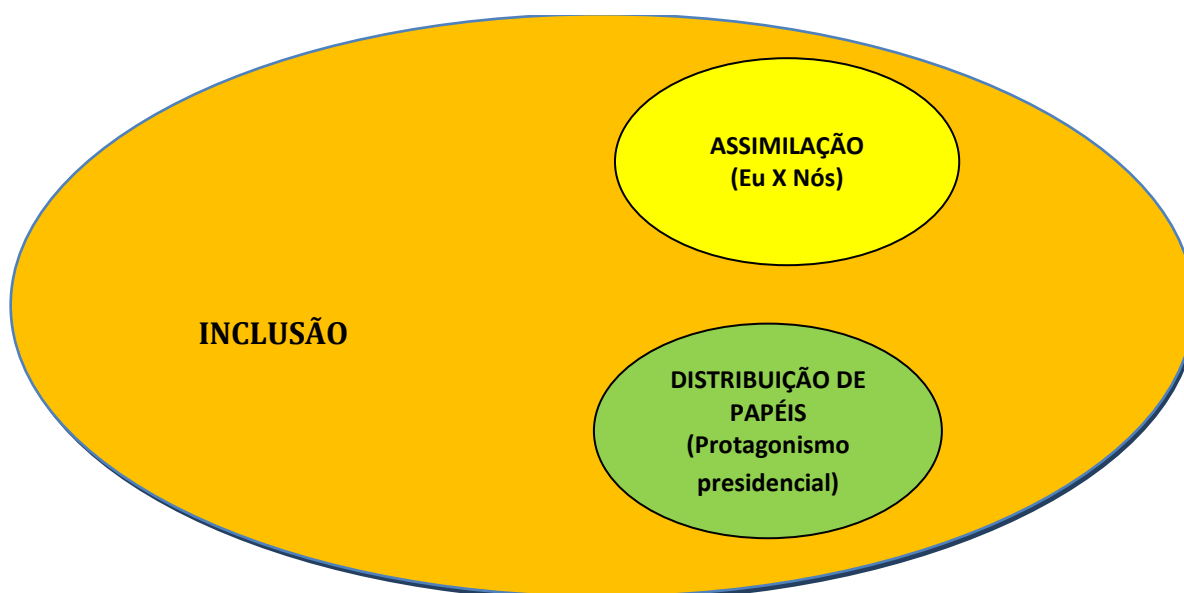 ASSIMILAÇÃO
(Eu X Nós)
INCLUSÃO
DISTRIBUIÇÃO DE
PAPÉIS
(Protagonismo
presidencial)